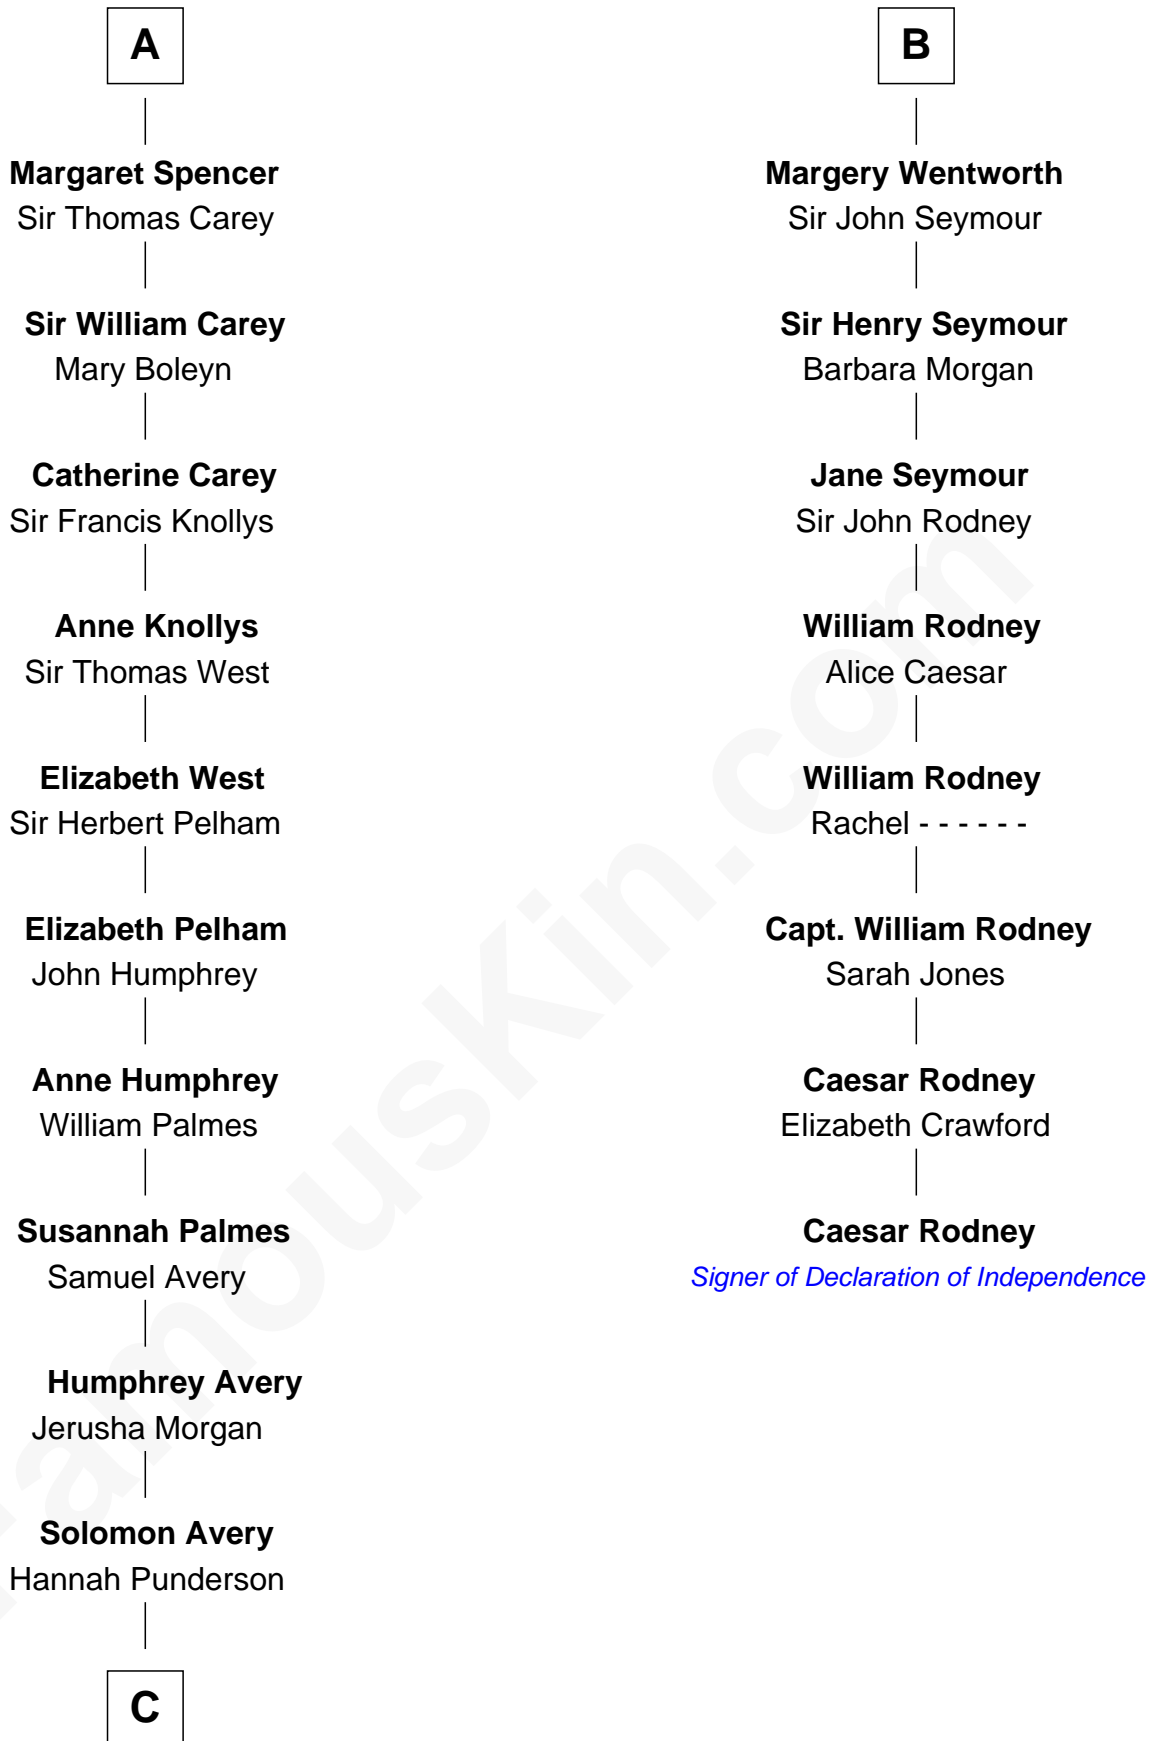 A
Margaret Spencer
Sir Thomas Carey
Sir William Carey
Mary Boleyn
Catherine Carey
Sir Francis Knollys
Anne Knollys
Sir Thomas West
Elizabeth West
Sir Herbert Pelham
Elizabeth Pelham
John Humphrey
Anne Humphrey
William Palmes
Susannah Palmes
Samuel Avery
Humphrey Avery
Jerusha Morgan
Solomon Avery
Hannah Punderson
C
B
Margery Wentworth
Sir John Seymour
Sir Henry Seymour
Barbara Morgan
Jane Seymour
Sir John Rodney
William Rodney
Alice Caesar
William Rodney
Rachel - - - - - -
Capt. William Rodney
Sarah Jones
Caesar Rodney
Elizabeth Crawford
Caesar Rodney
Signer of Declaration of Independence
FamousKin.com